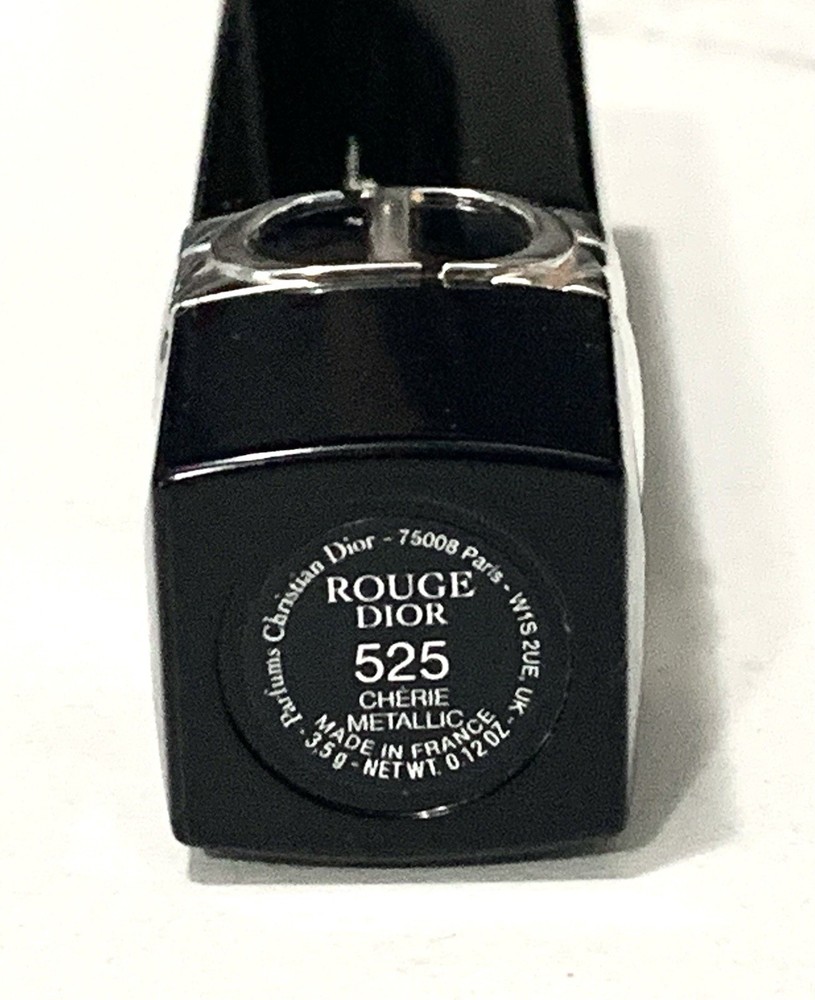 Parfums Christian Dior - 75008 Paris - W1S 2UE, UK -
ROUGE
DIOR
525
CHÉRIE
METALLIC
MADE IN FRANCE
3,5 g - NET WT. 0.12 OZ -